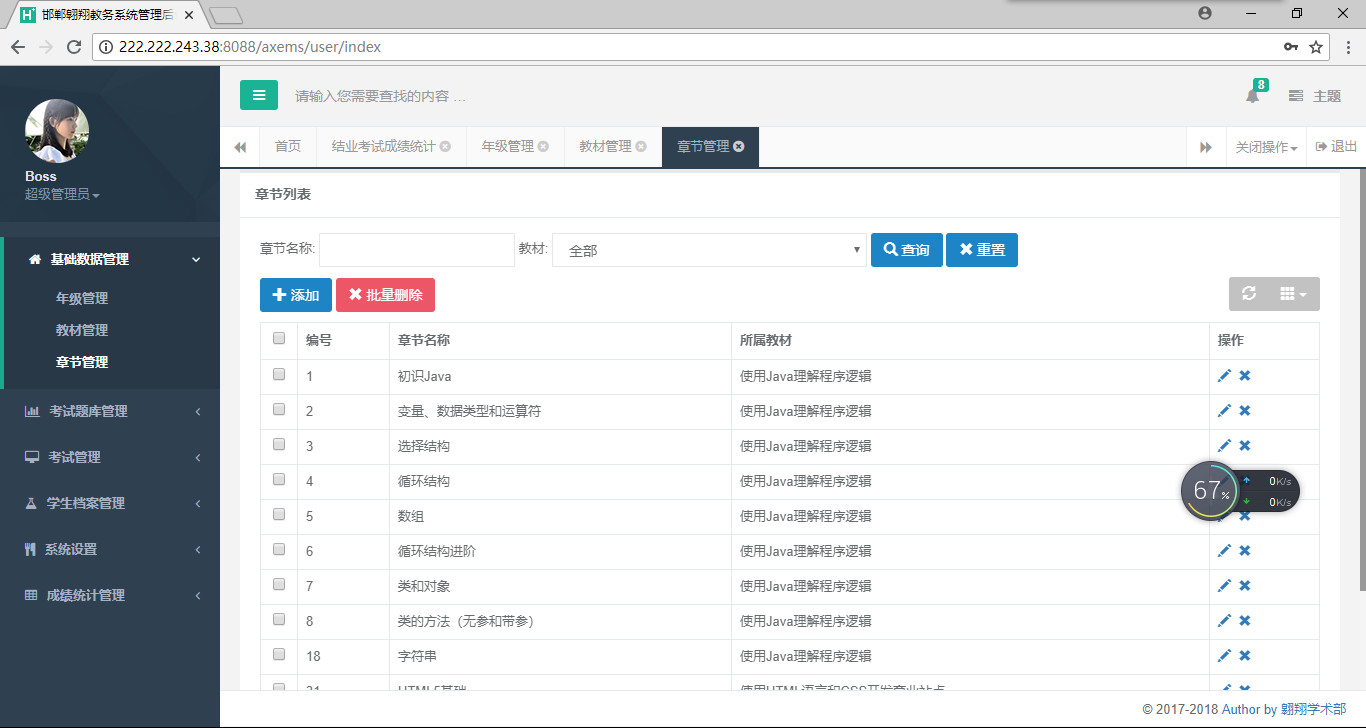 邯郸翱翔教务系统管理后
222.222.243.38:8088/axems/user/index
请输入您需要查找的内容 …
8
主题
Boss
超级管理员
首页
结业考试成绩统计
年级管理
教材管理
章节管理
关闭操作
退出
基础数据管理
年级管理
教材管理
章节管理
考试题库管理
考试管理
学生档案管理
系统设置
成绩统计管理
章节列表
章节名称:
教材: 全部
查询
重置
添加
批量删除
编号 章节名称 所属教材 操作
1 初识Java 使用Java理解程序逻辑
2 变量、数据类型和运算符 使用Java理解程序逻辑
3 选择结构 使用Java理解程序逻辑
4 循环结构 使用Java理解程序逻辑
5 数组 使用Java理解程序逻辑
6 循环结构进阶 使用Java理解程序逻辑
7 类和对象 使用Java理解程序逻辑
8 类的方法（无参和带参） 使用Java理解程序逻辑
18 字符串 使用Java理解程序逻辑
67%
0K/s
0K/s
© 2017-2018 Author by 翱翔学术部